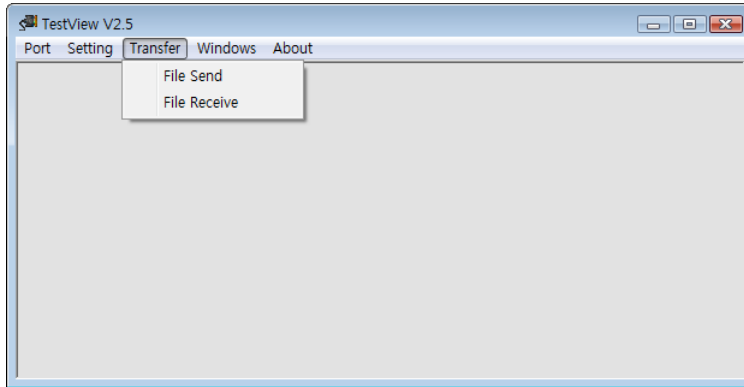 TestView V2.5
Port Setting Transfer Windows About
File Send
File Receive